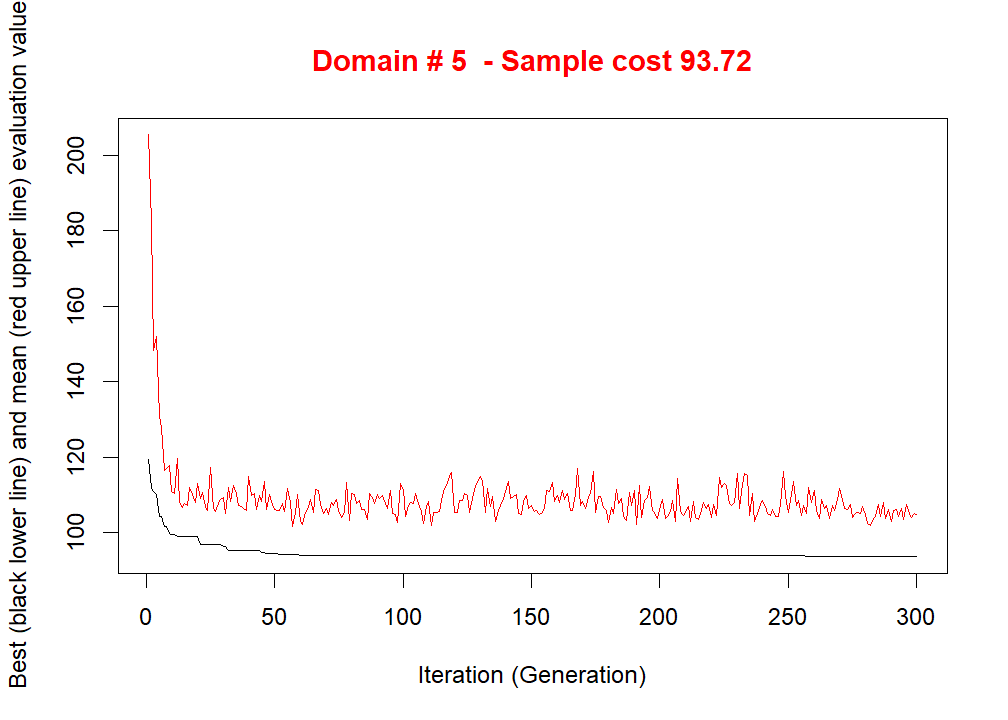 Domain # 5  - Sample cost 93.72
Best (black lower line) and mean (red upper line) evaluation value
200
180
160
140
120
100
0 50 100 150 200 250 300
Iteration (Generation)